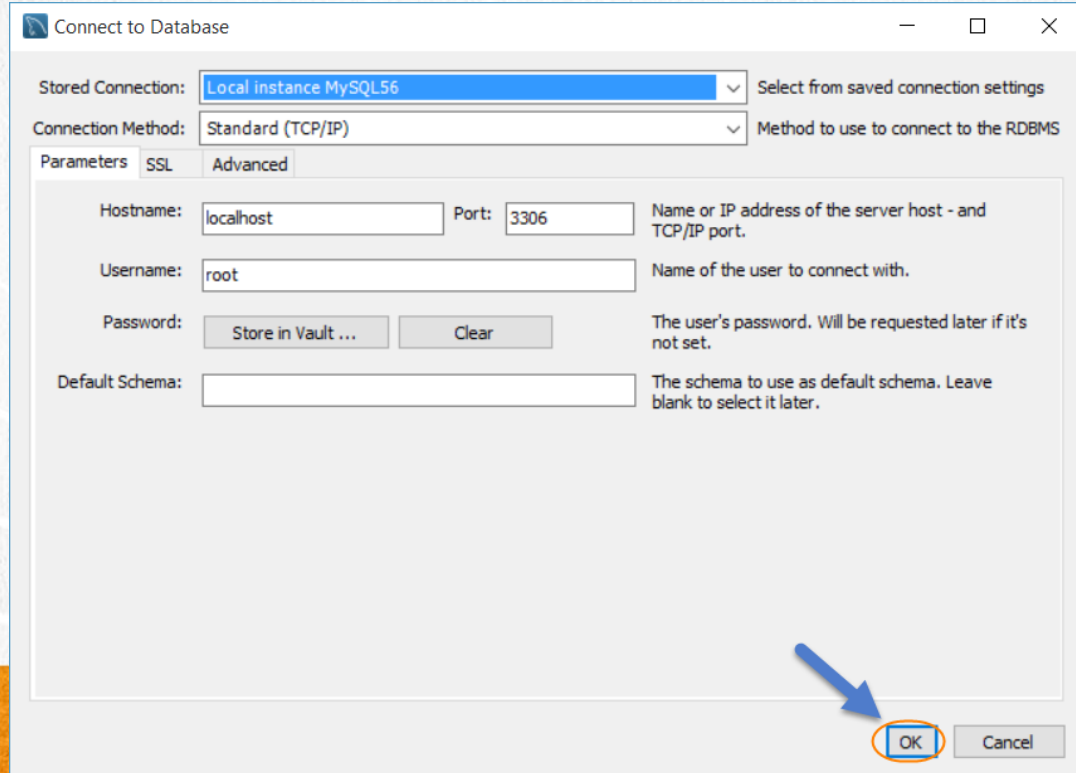 Connect to Database
Stored Connection: Local instance MySQL56 Select from saved connection settings
Connection Method: Standard (TCP/IP) Method to use to connect to the RDBMS
Parameters SSL Advanced
Hostname: localhost Port: 3306 Name or IP address of the server host - and
TCP/IP port.
Username: root Name of the user to connect with.
Password: Store in Vault ... Clear The user's password. Will be requested later if it's
not set.
Default Schema: The schema to use as default schema. Leave
blank to select it later.
OK Cancel